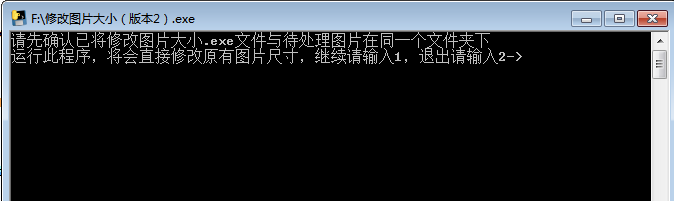 F:\修改图片大小（版本2）.exe
请先确认已将修改图片大小.exe文件与待处理图片在同一个文件夹下
运行此程序，将会直接修改原有图片尺寸，继续请输入1，退出请输入2->